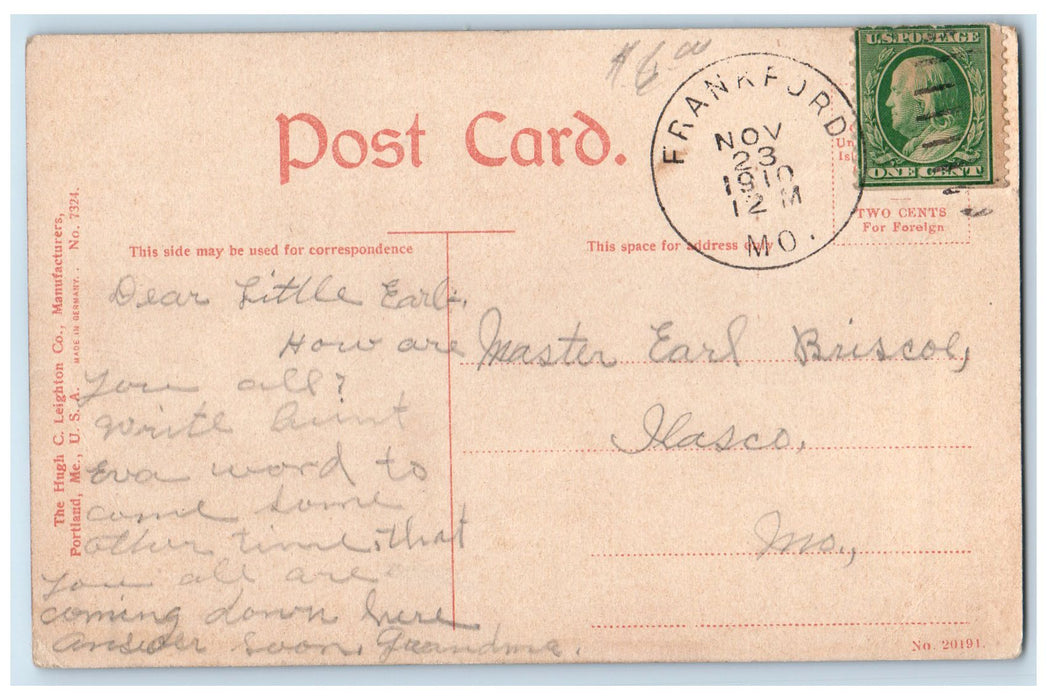 $6.00
Post Card.
FRANKFORD
NOV
23
1910
12 M
MO.
U.S. POSTAGE
ONE CENT
Un
Isl
TWO CENTS
For Foreign
This side may be used for correspondence
This space for address only
The Hugh C. Leighton Co., Manufacturers,
Portland, Me., U. S. A. MADE IN GERMANY. . No. 7324.
Dear Little Earl:,
How are
you all?
Write Aunt
Eva word to
come some
other time, that
you all are
coming down here
answer soon. Grandma.
Master Earl Briscoe,
Ilasco,
Mo.,
No. 20191.